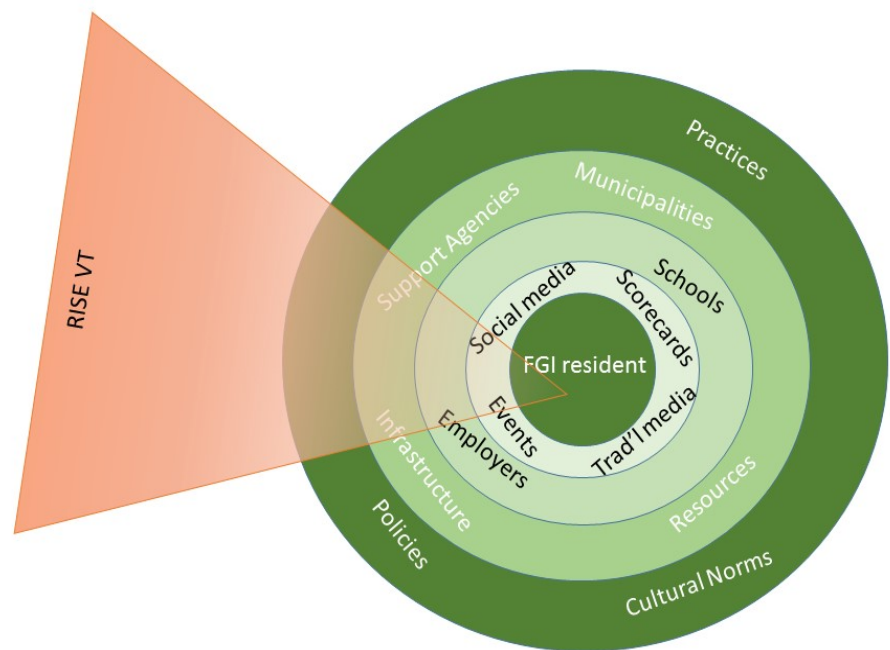 Practices
Municipalities
Support Agencies
Schools
Social media
Scorecards
RISE VT
FGI resident
Events
Trad'l media
Employers
Infrastructure
Resources
Policies
Cultural Norms